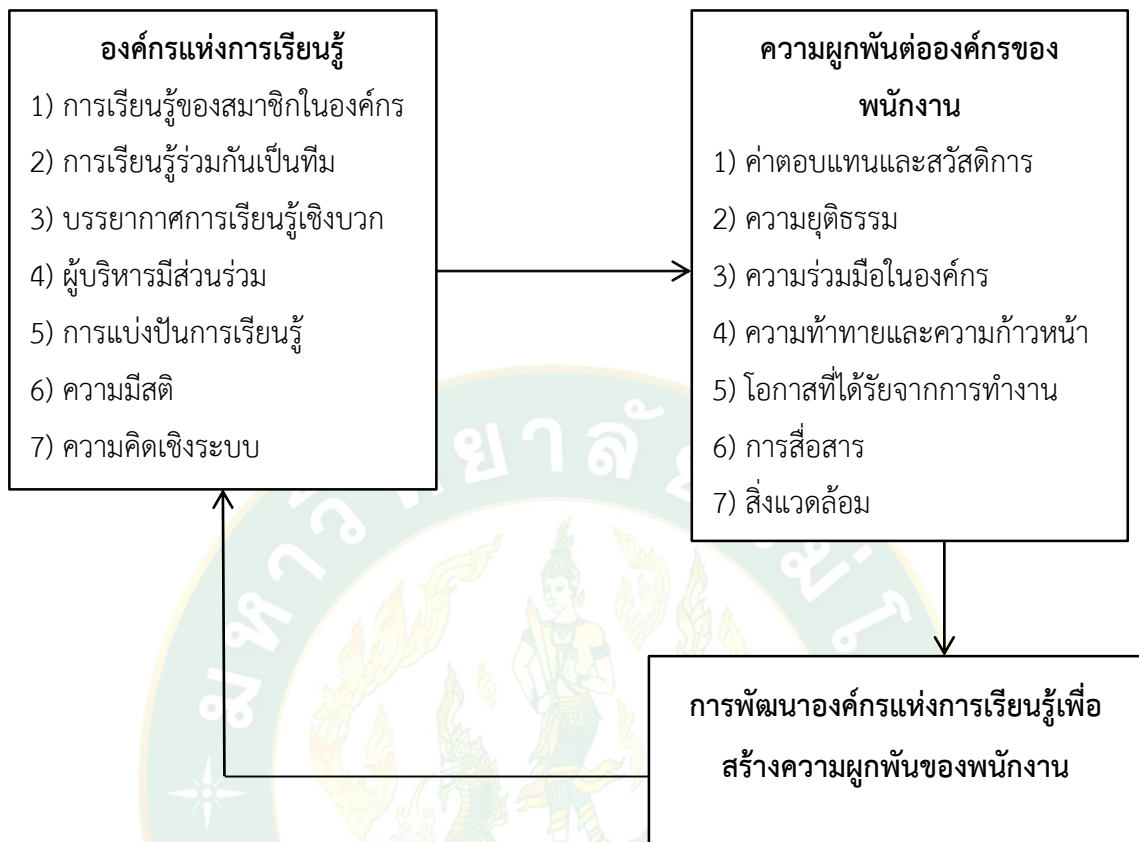 องค์กรแห่งการเรียนรู้
1) การเรียนรู้ของสมาชิกในองค์กร
2) การเรียนรู้ร่วมกันเป็นทีม
3) บรรยากาศการเรียนรู้เชิงบวก
4) ผู้บริหารมีส่วนร่วม
5) การแบ่งปันการเรียนรู้
6) ความมีสติ
7) ความคิดเชิงระบบ
ความผูกพันต่อองค์กรของ
พนักงาน
1) ค่าตอบแทนและสวัสดิการ
2) ความยุติธรรม
3) ความร่วมมือในองค์กร
4) ความท้าทายและความก้าวหน้า
5) โอกาสที่ได้รัยจากการทำงาน
6) การสื่อสาร
7) สิ่งแวดล้อม
การพัฒนาองค์กรแห่งการเรียนรู้เพื่อ
สร้างความผูกพันของพนักงาน